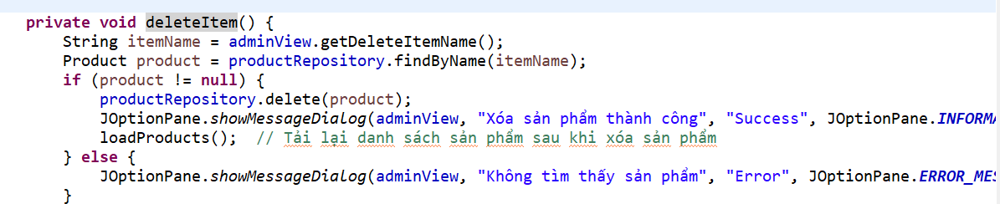 private void deleteItem() {
String itemName = adminView.getDeleteItemName();
Product product = productRepository.findByName(itemName);
if (product != null) {
productRepository.delete(product);
JOptionPane.showMessageDialog(adminView, "Xóa sản phẩm thành công", "Success", JOptionPane.INFORMA
loadProducts();  // Tải lại danh sách sản phẩm sau khi xóa sản phẩm
} else {
JOptionPane.showMessageDialog(adminView, "Không tìm thấy sản phẩm", "Error", JOptionPane.ERROR_MES
}